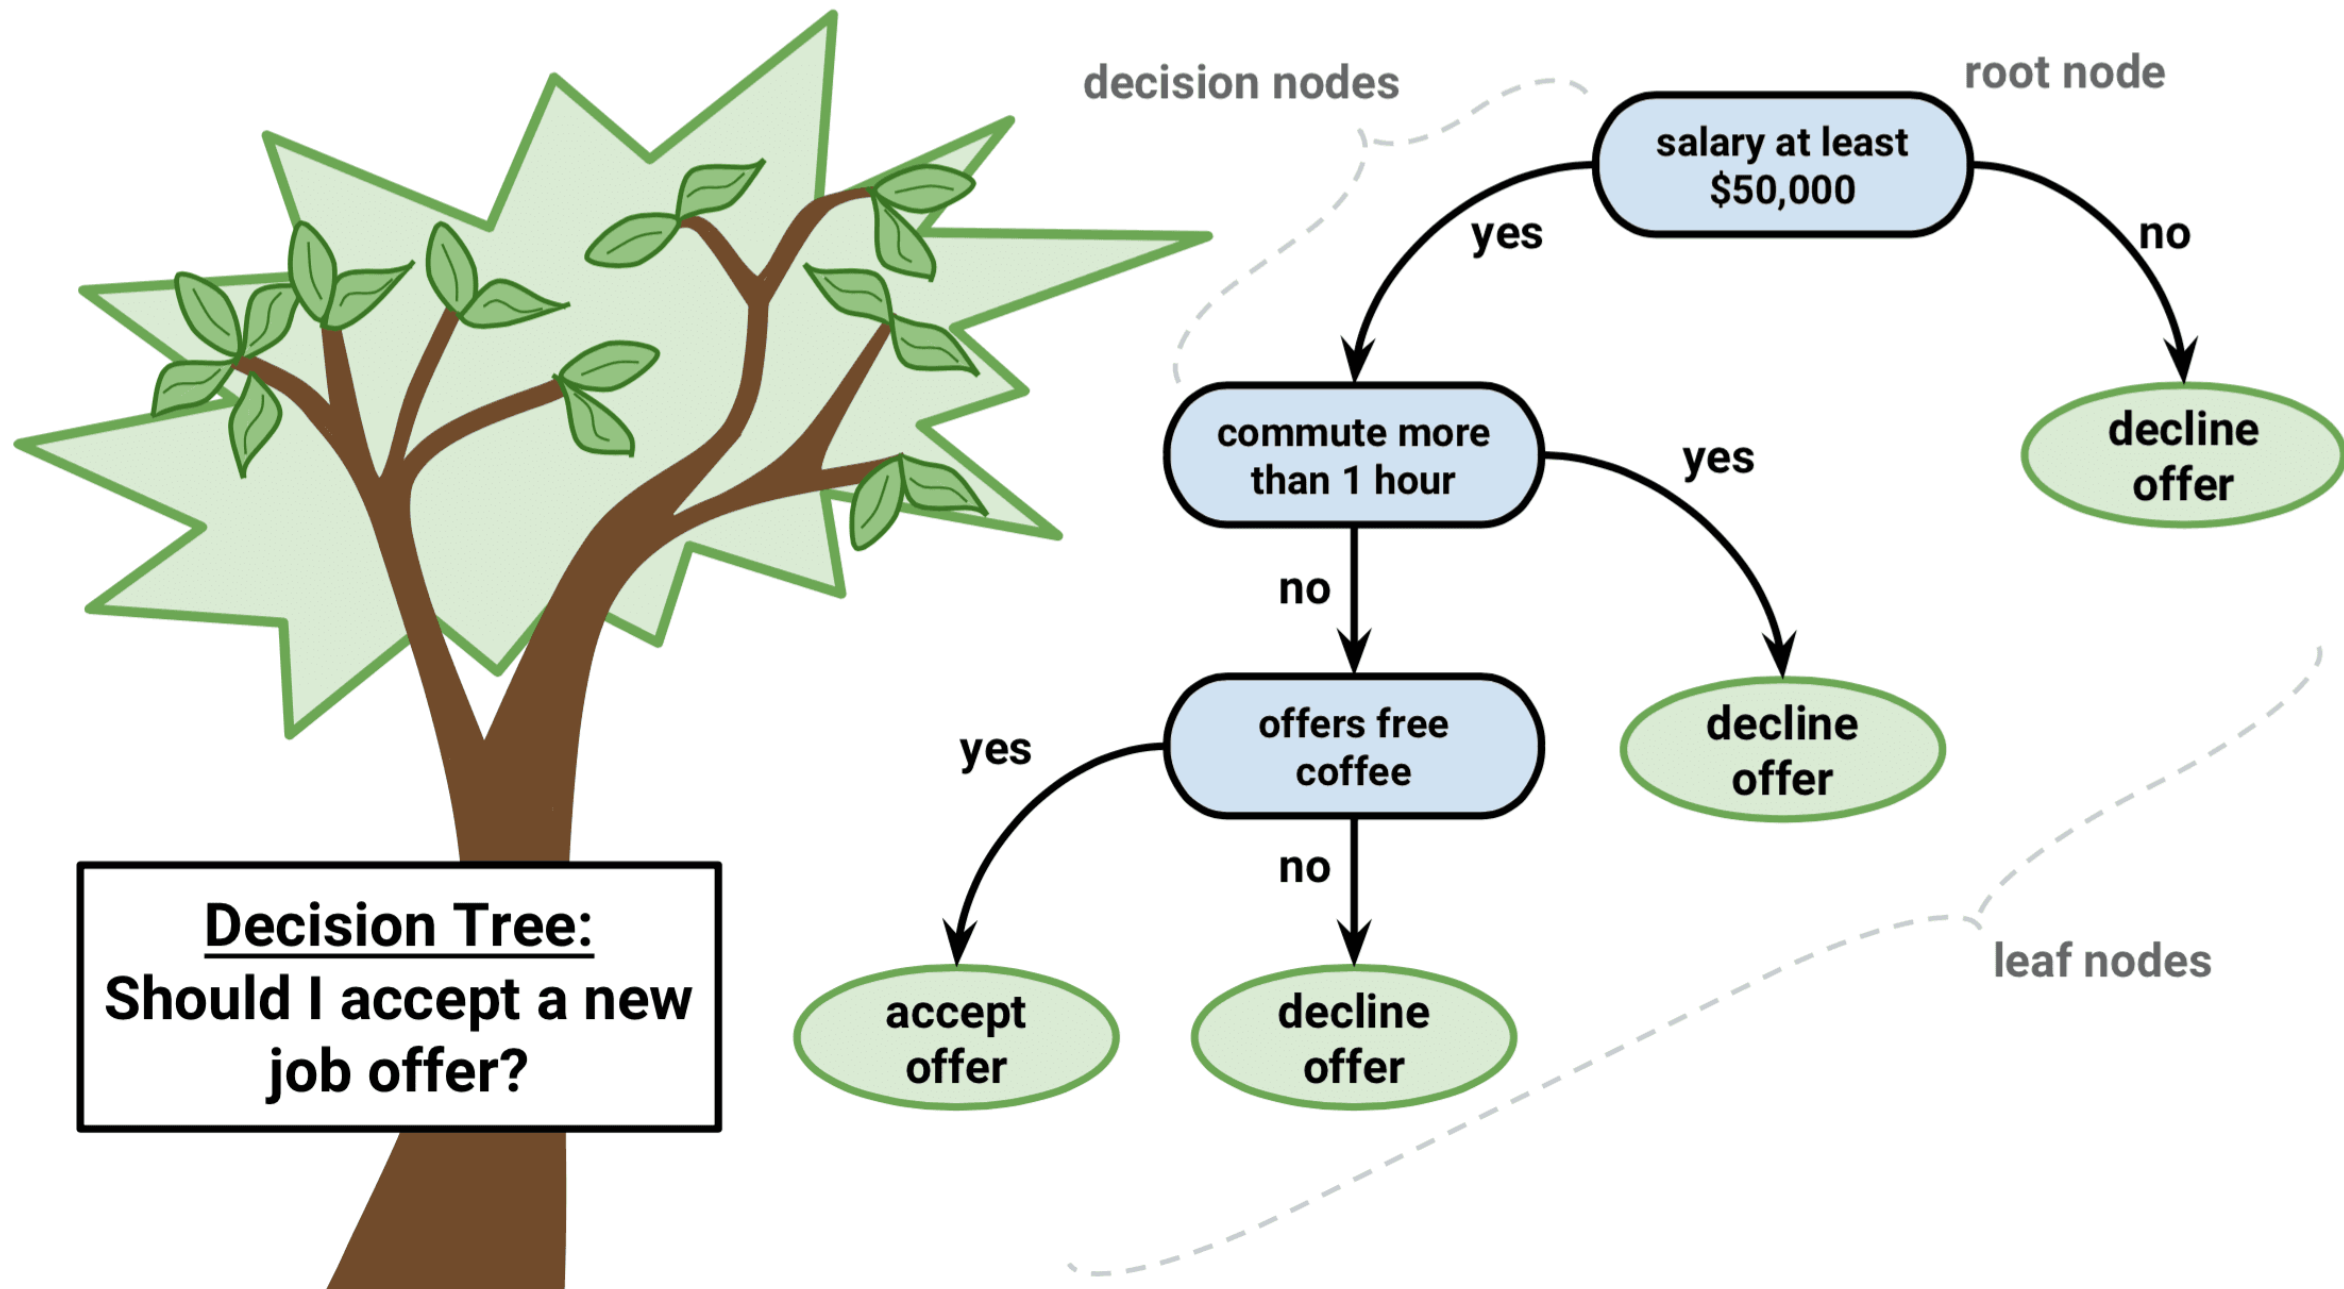 decision nodes
root node
salary at least
$50,000
yes
no
commute more
than 1 hour
yes
decline
offer
no
offers free
coffee
yes
decline
offer
no
accept
offer
decline
offer
leaf nodes
Decision Tree:
Should I accept a new
job offer?